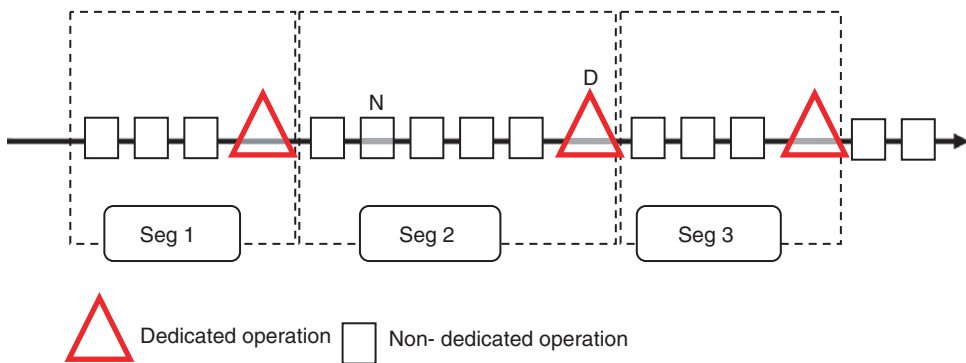 D
N
Seg 1
Seg 2
Seg 3
Dedicated operation
Non- dedicated operation